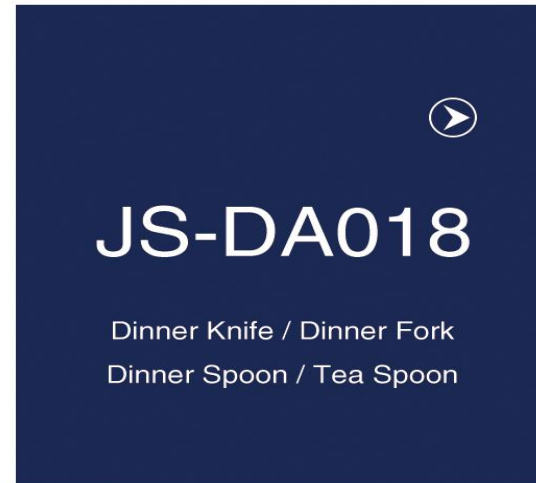 JS-DA018
Dinner Knife / Dinner Fork
Dinner Spoon / Tea Spoon